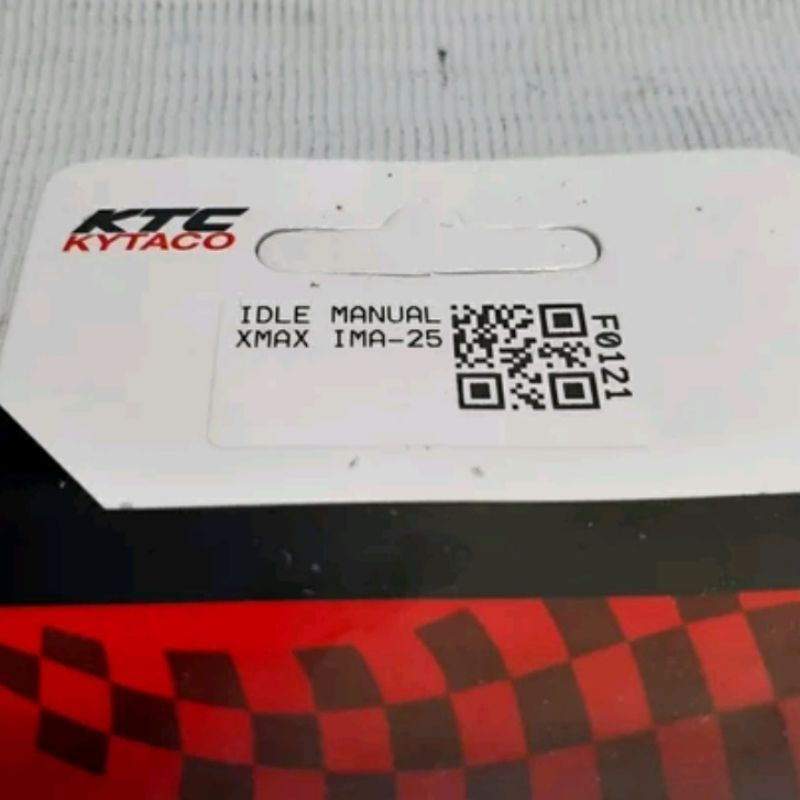 KTC
KYTACO
IDLE MANUAL
XMAX IMA-25
F0121